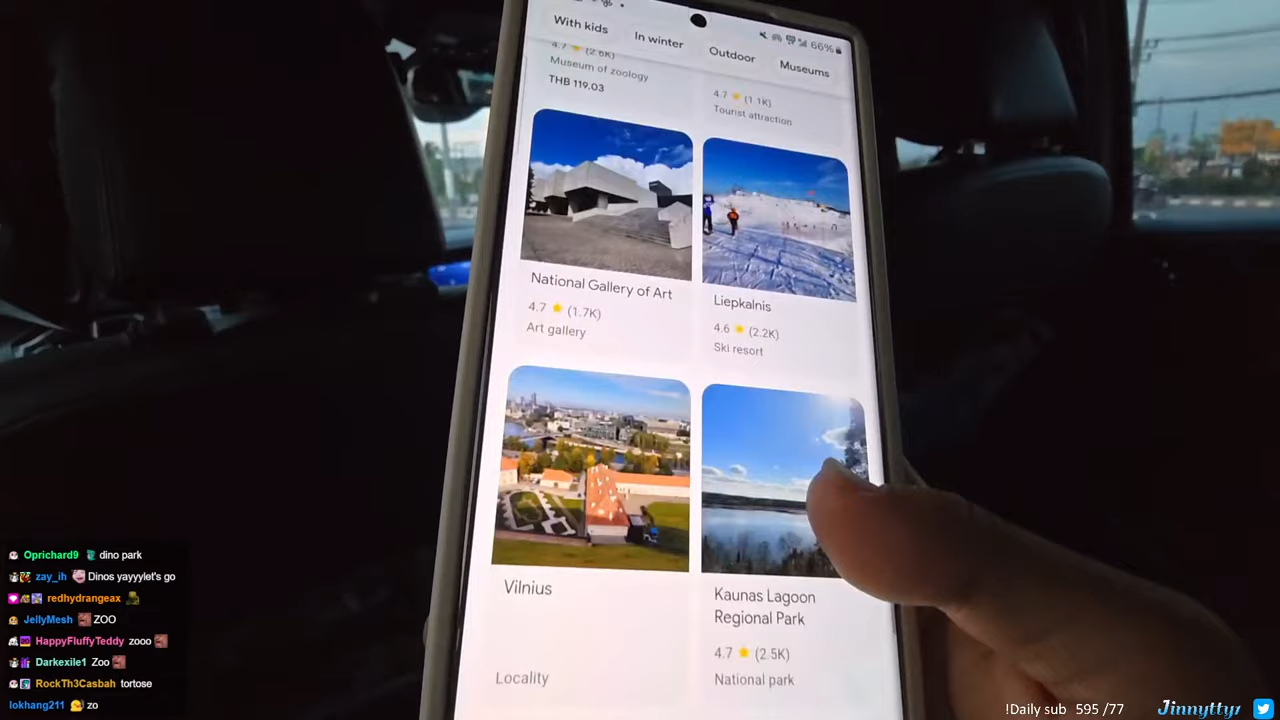 With kids
In winter
Outdoor
Museums
66%
4.7 (2.6K)
Museum of zoology
THB 119.03
4.7 (1.1K)
Tourist attraction
National Gallery of Art
4.7 (1.7K)
Art gallery
Liepkalnis
4.6 (2.2K)
Ski resort
Vilnius
Locality
Kaunas Lagoon
Regional Park
4.7 (2.5K)
National park
Oprichard9 dino park
zay_ih Dinos yayyylet's go
redhydrangeax
JellyMesh ZOO
HappyFluffyTeddy zooo
Darkexile1 Zoo
RockTh3Casbah tortose
lokhang211 zo
!Daily sub 595 /77
Jinnytty